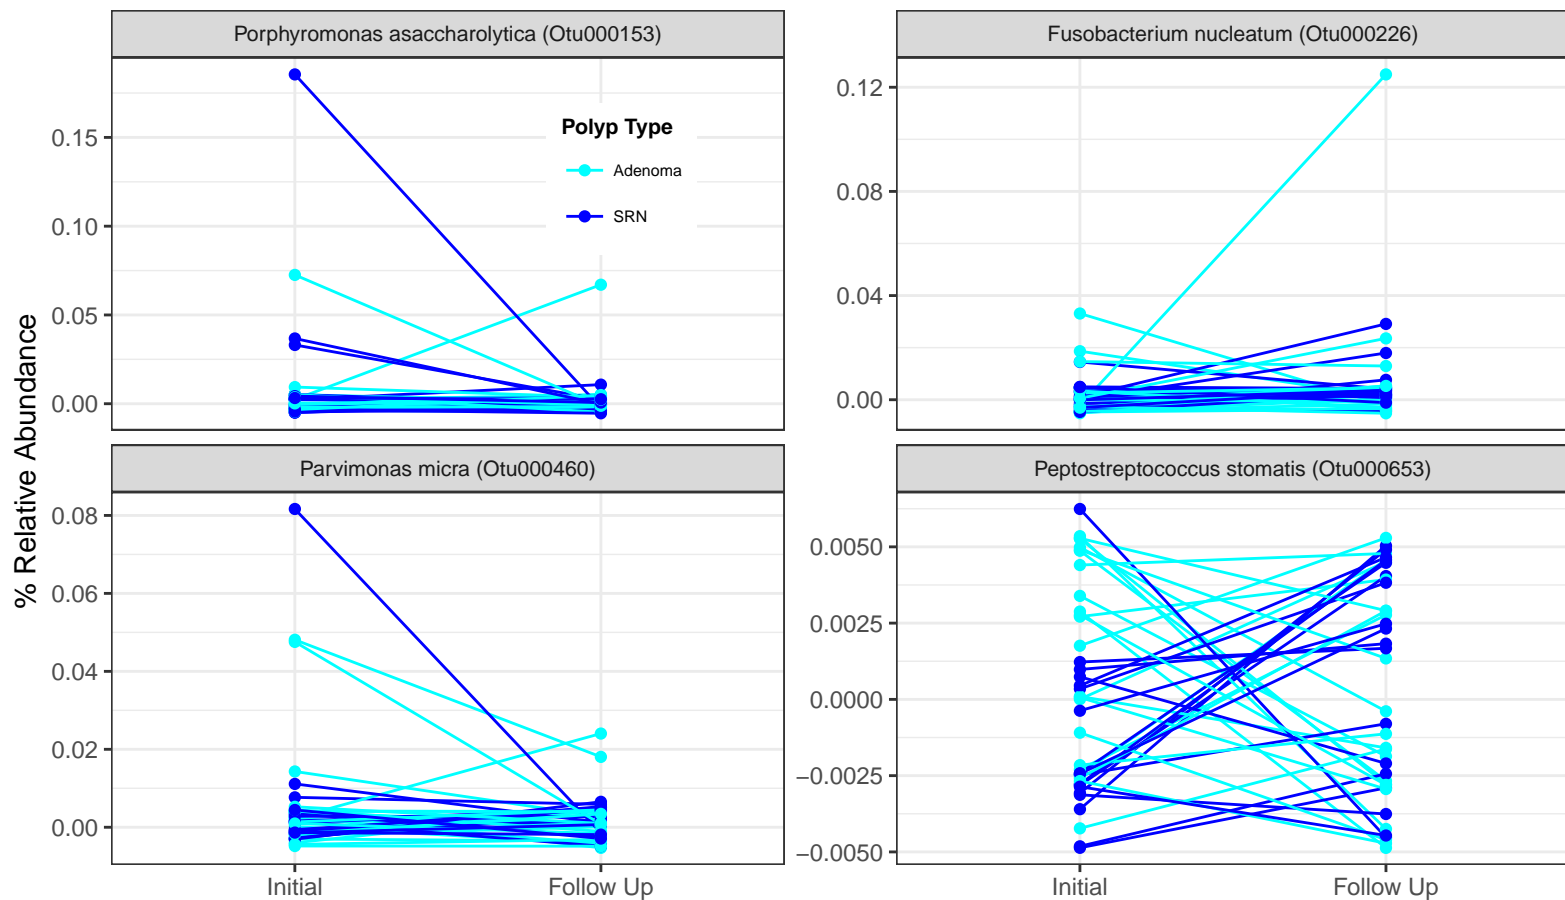 Porphyromonas asaccharolytica (Otu000153)
0.15
0.10
0.05
0.00
Polyp Type
Adenoma
SRN
Fusobacterium nucleatum (Otu000226)
0.12
0.08
0.04
0.00
% Relative Abundance
Parvimonas micra (Otu000460)
0.08
0.06
0.04
0.02
0.00
Initial
Follow Up
Peptostreptococcus stomatis (Otu000653)
0.0050
0.0025
0.0000
−0.0025
−0.0050
Initial
Follow Up